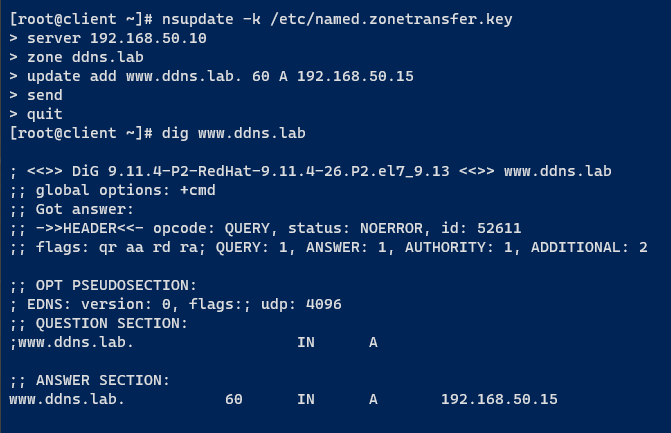 [root@client ~]# nsupdate -k /etc/named.zonetransfer.key
> server 192.168.50.10
> zone ddns.lab
> update add www.ddns.lab. 60 A 192.168.50.15
> send
> quit
[root@client ~]# dig www.ddns.lab

; <<>> DiG 9.11.4-P2-RedHat-9.11.4-26.P2.el7_9.13 <<>> www.ddns.lab
;; global options: +cmd
;; Got answer:
;; ->>HEADER<<- opcode: QUERY, status: NOERROR, id: 52611
;; flags: qr aa rd ra; QUERY: 1, ANSWER: 1, AUTHORITY: 1, ADDITIONAL: 2

;; OPT PSEUDOSECTION:
; EDNS: version: 0, flags:; udp: 4096
;; QUESTION SECTION:
;www.ddns.lab.                  IN      A

;; ANSWER SECTION:
www.ddns.lab.           60      IN      A       192.168.50.15